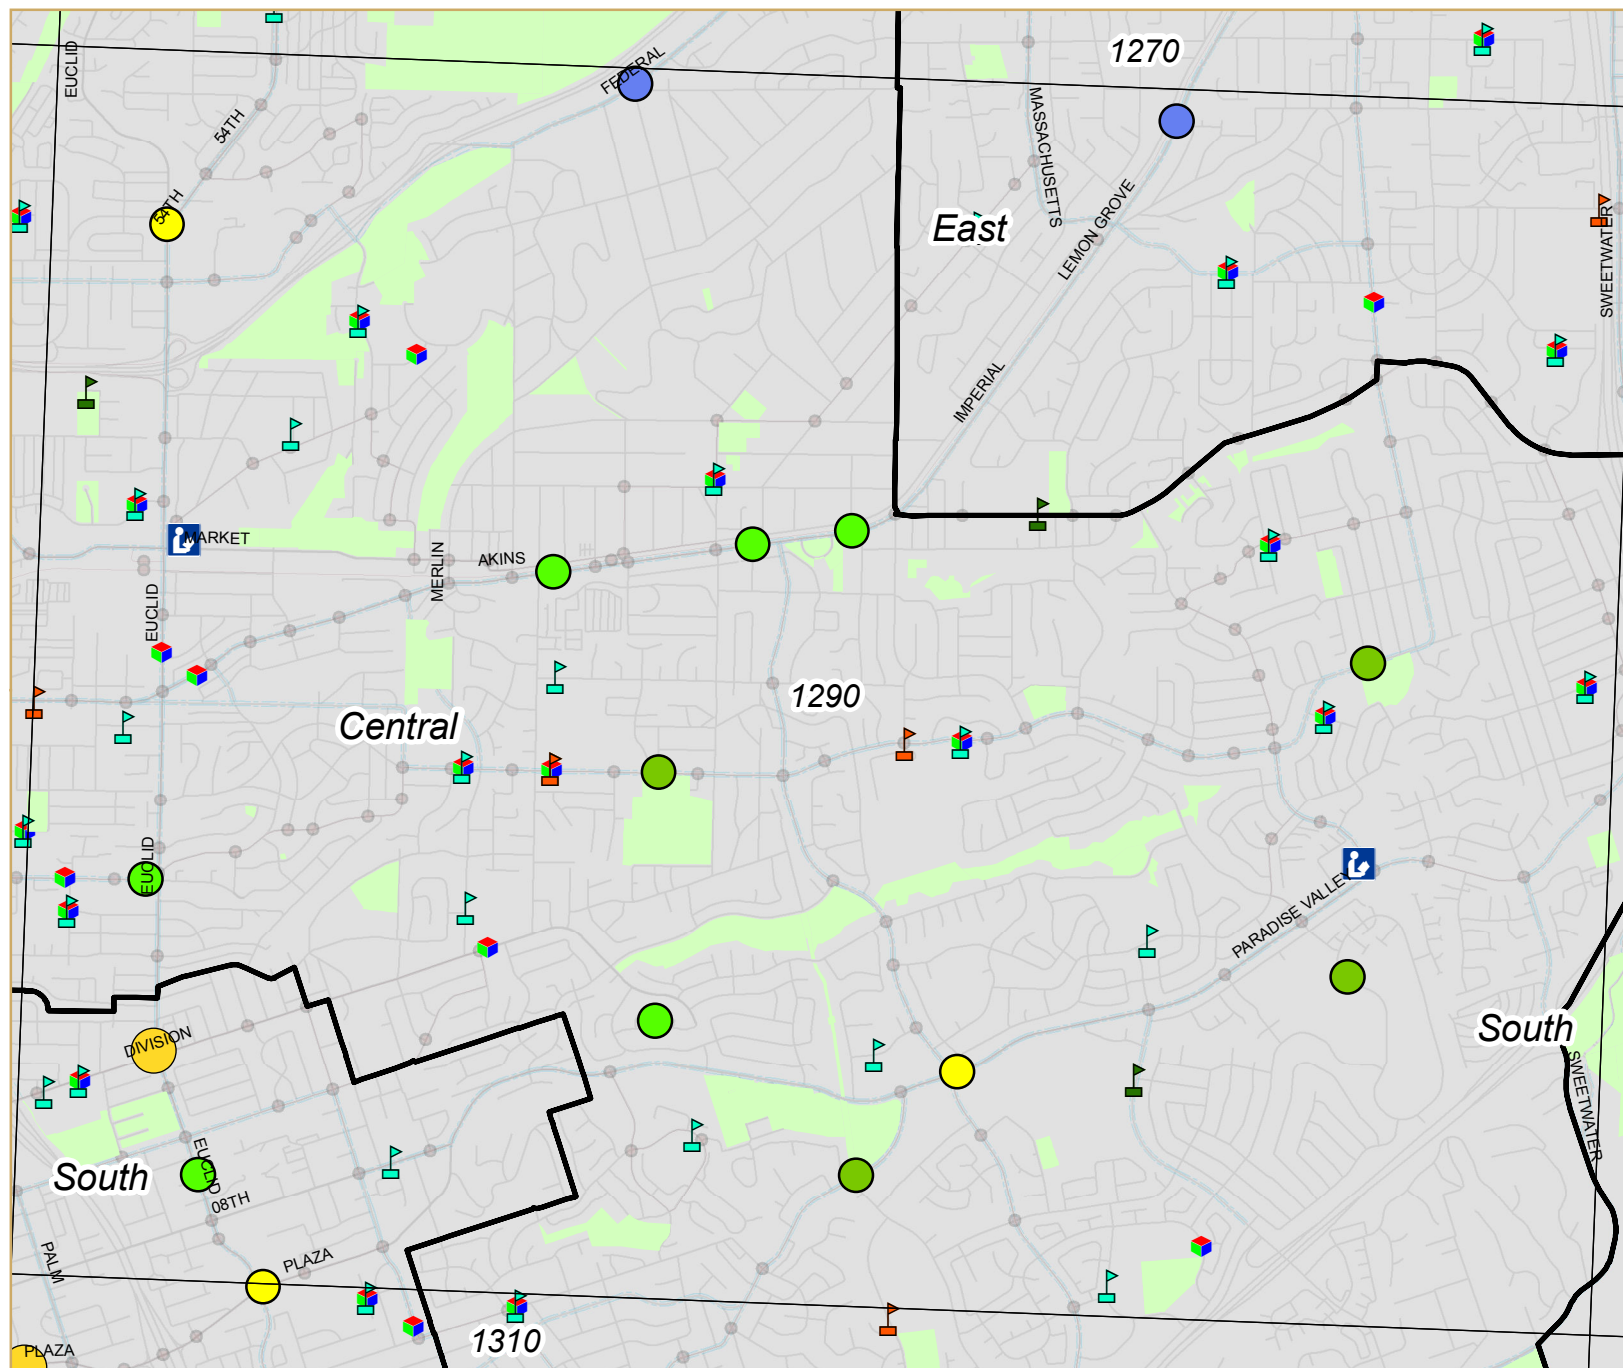 1270
EUCLID
FEDERAL
54TH
MASSACHUSETTS
54TH
East
LEMON GROVE
SWEETWATER
IMPERIAL
MARKET
AKINS
MERLIN
EUCLID
1290
Central
EUCLID
PARADISE VALLEY
DIVISION
South
SWEETWATER
South
EUCLID
08TH
PALM
PLAZA
1310
PLAZA